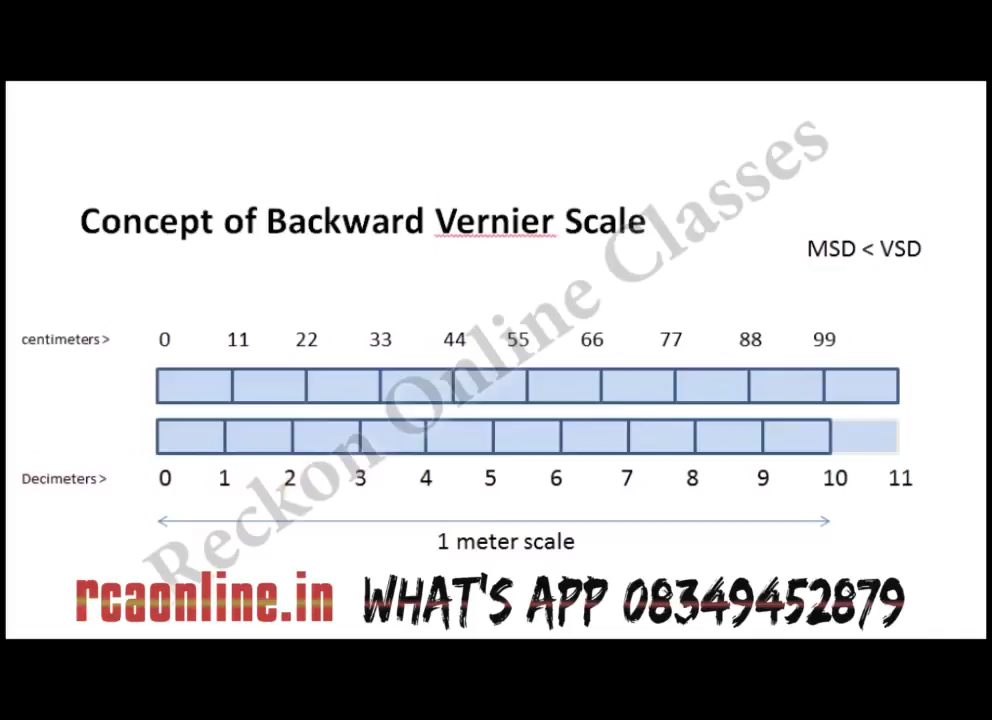 Concept of Backward Vernier Scale
MSD < VSD
centimeters > 0 11 22 33 44 55 66 77 88 99
Decimeters > 0 1 2 3 4 5 6 7 8 9 10 11
1 meter scale
Reckon Online Classes
rcaonline.in WHAT'S APP 08349452879